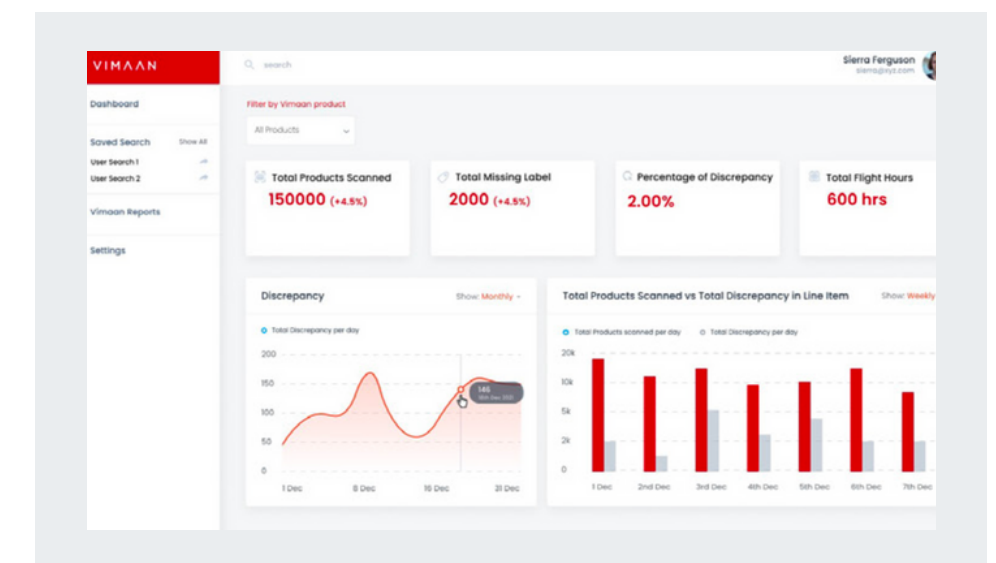 VIMAAN
search
Sierra Ferguson
sierra@xyz.com
Dashboard
Saved Search Show All
User Search 1
User Search 2
Vimaan Reports
Settings
Filter by Vimaan product
All Products
Total Products Scanned
150000 (+4.5%)
Total Missing Label
2000 (+4.5%)
Percentage of Discrepancy
2.00%
Total Flight Hours
600 hrs
Discrepancy Show: Monthly
Total Discrepancy per day
200
150
100
50
0
146
1 Dec 8 Dec 16 Dec 31 Dec
Total Products Scanned vs Total Discrepancy in Line Item Show: Weekly
Total Products scanned per day Total Discrepancy per day
20k
10k
5k
2k
0
1 Dec 2nd Dec 3rd Dec 4th Dec 5th Dec 6th Dec 7th Dec